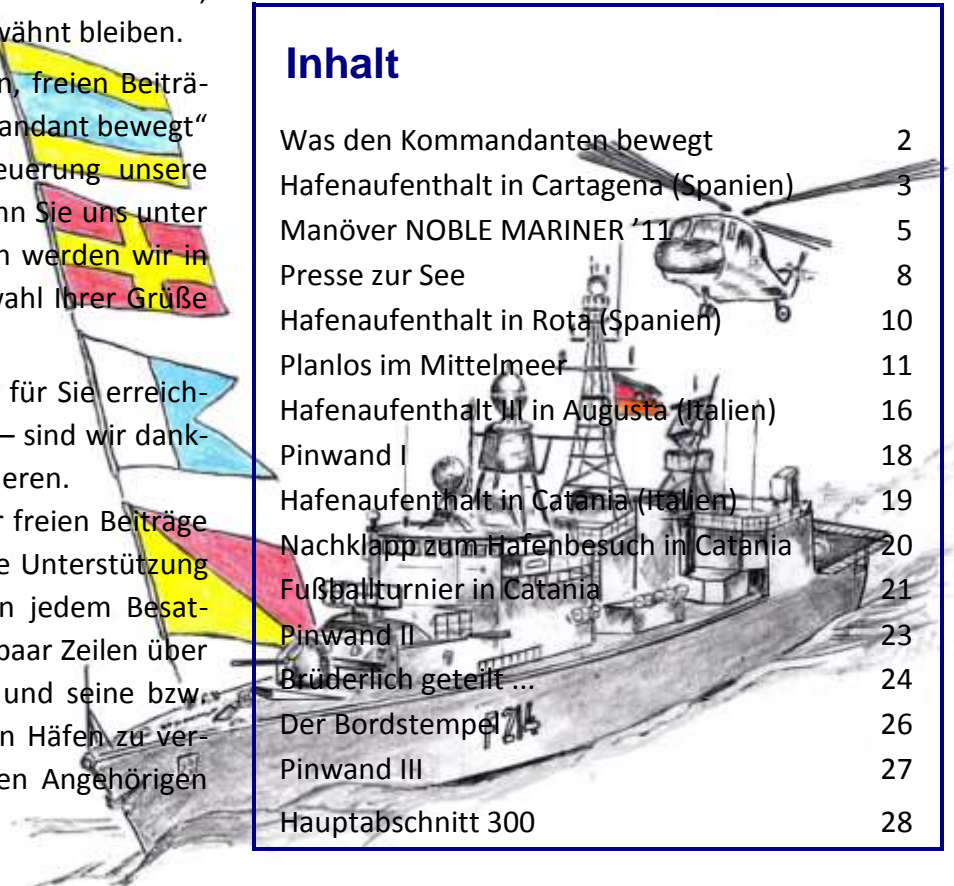 wähnt bleiben.
n, freien Beiträ-
andant bewegt“
euerung unsere
nn Sie uns unter
n werden wir in
wahl Ihrer Grüße
für Sie erreich-
– sind wir dank-
eren.
r freien Beiträge
e Unterstützung
n jedem Besat-
paar Zeilen über
und seine bzw.
n Häfen zu ver-
en Angehörigen
Inhalt
Was den Kommandanten bewegt 2
Hafenaufenthalt in Cartagena (Spanien) 3
Manöver NOBLE MARINER ’11 5
Presse zur See 8
Hafenaufenthalt in Rota (Spanien) 10
Planlos im Mittelmeer 11
Hafenaufenthalt III in Augusta (Italien) 16
Pinwand I 18
Hafenaufenthalt in Catania (Italien) 19
Nachklapp zum Hafenbesuch in Catania 20
Fußballturnier in Catania 21
Pinwand II 23
Brüderlich geteilt ... 24
Der Bordstempel 26
F214
Pinwand III 27
Hauptabschnitt 300 28